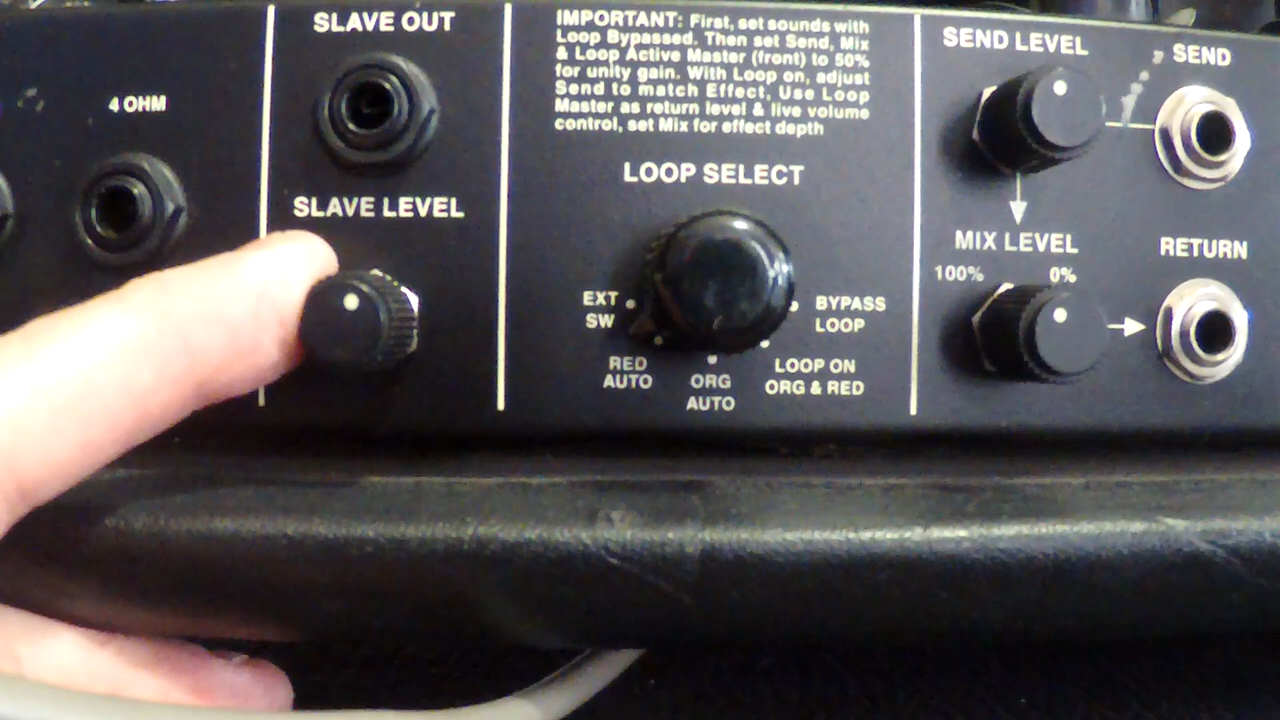 4 OHM
SLAVE OUT
SLAVE LEVEL
IMPORTANT: First, set sounds with
Loop Bypassed. Then set Send, Mix
& Loop Active Master (front) to 50%
for unity gain. With Loop on, adjust
Send to match Effect, Use Loop
Master as return level & live volume
control, set Mix for effect depth
LOOP SELECT
EXT
SW
RED
AUTO
ORG
AUTO
LOOP ON
ORG & RED
BYPASS
LOOP
SEND LEVEL
SEND
MIX LEVEL
100% 0%
RETURN